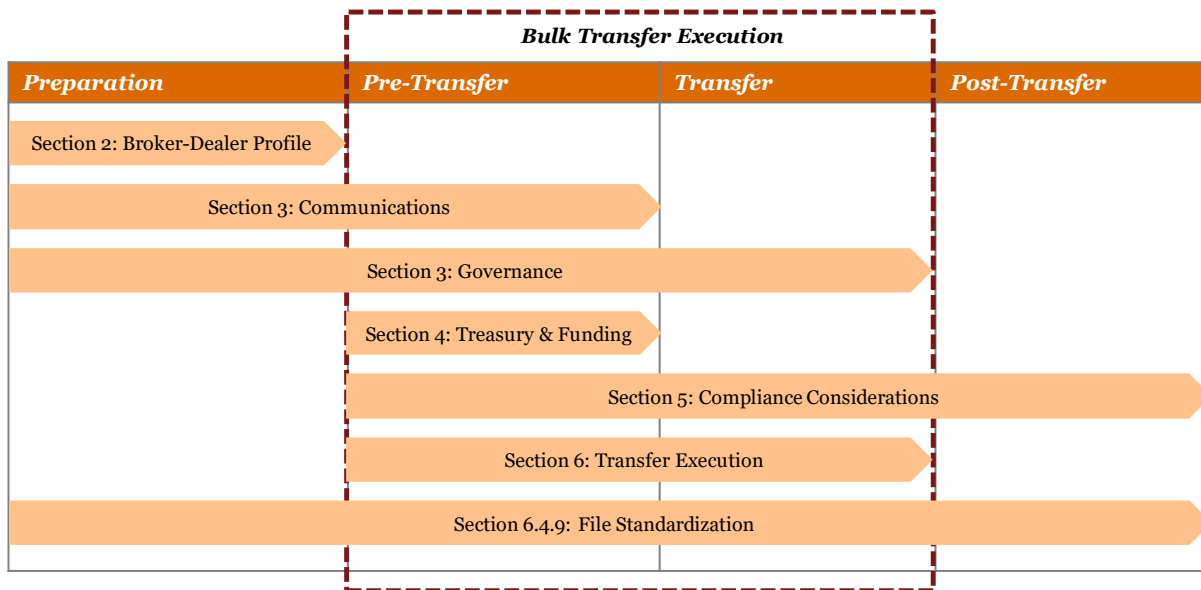 Bulk Transfer Execution
Preparation
Pre-Transfer
Transfer
Post-Transfer
Section 2: Broker-Dealer Profile
Section 3: Communications
Section 3: Governance
Section 4: Treasury & Funding
Section 5: Compliance Considerations
Section 6: Transfer Execution
Section 6.4.9: File Standardization